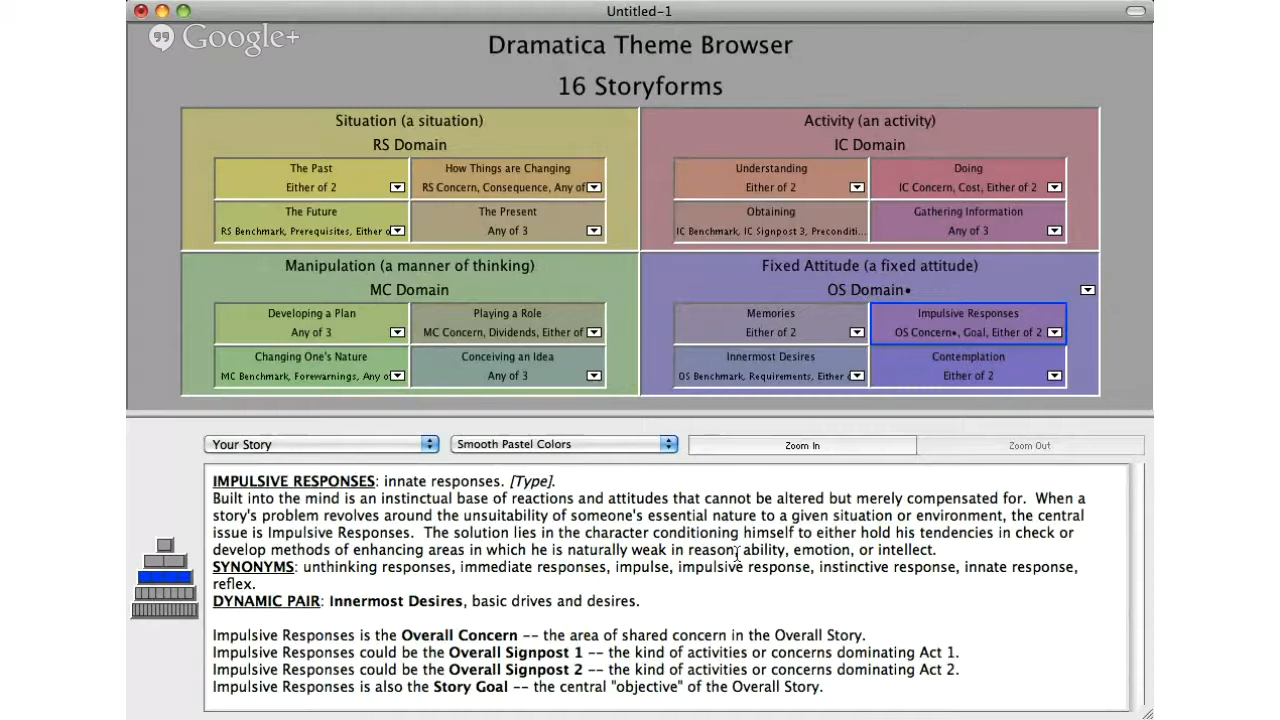 Untitled-1
Google+
Dramatica Theme Browser
16 Storyforms
Situation (a situation)
RS Domain
The Past
Either of 2
How Things are Changing
RS Concern, Consequence, Any of
The Future
RS Benchmark, Prerequisites, Either o
The Present
Any of 3
Activity (an activity)
IC Domain
Understanding
Either of 2
Doing
IC Concern, Cost, Either of 2
Obtaining
IC Benchmark, IC Signpost 3, Preconditi...
Gathering Information
Any of 3
Manipulation (a manner of thinking)
MC Domain
Developing a Plan
Any of 3
Playing a Role
MC Concern, Dividends, Either of
Changing One's Nature
MC Benchmark, Forewarnings, Any o
Conceiving an Idea
Any of 3
Fixed Attitude (a fixed attitude)
OS Domain•
Memories
Either of 2
Impulsive Responses
OS Concern•, Goal, Either of 2
Innermost Desires
OS Benchmark, Requirements, Either
Contemplation
Either of 2
Your Story
Smooth Pastel Colors
Zoom In
Zoom Out
IMPULSIVE RESPONSES: innate responses. [Type].
Built into the mind is an instinctual base of reactions and attitudes that cannot be altered but merely compensated for. When a
story's problem revolves around the unsuitability of someone's essential nature to a given situation or environment, the central
issue is Impulsive Responses. The solution lies in the character conditioning himself to either hold his tendencies in check or
develop methods of enhancing areas in which he is naturally weak in reason, ability, emotion, or intellect.
SYNONYMS: unthinking responses, immediate responses, impulse, impulsive response, instinctive response, innate response,
reflex.
DYNAMIC PAIR: Innermost Desires, basic drives and desires.
Impulsive Responses is the Overall Concern -- the area of shared concern in the Overall Story.
Impulsive Responses could be the Overall Signpost 1 -- the kind of activities or concerns dominating Act 1.
Impulsive Responses could be the Overall Signpost 2 -- the kind of activities or concerns dominating Act 2.
Impulsive Responses is also the Story Goal -- the central "objective" of the Overall Story.